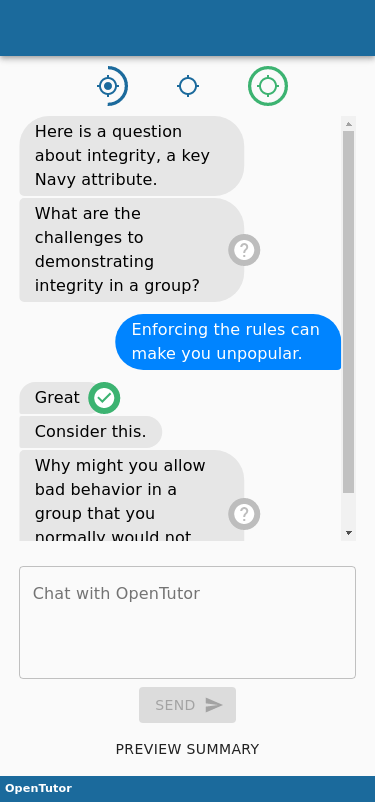 Here is a question
about integrity, a key
Navy attribute.
What are the
challenges to
demonstrating
integrity in a group?
Enforcing the rules can
make you unpopular.
Great
Consider this.
Why might you allow
bad behavior in a
group that you
normally would not
Chat with OpenTutor
SEND
PREVIEW SUMMARY
OpenTutor